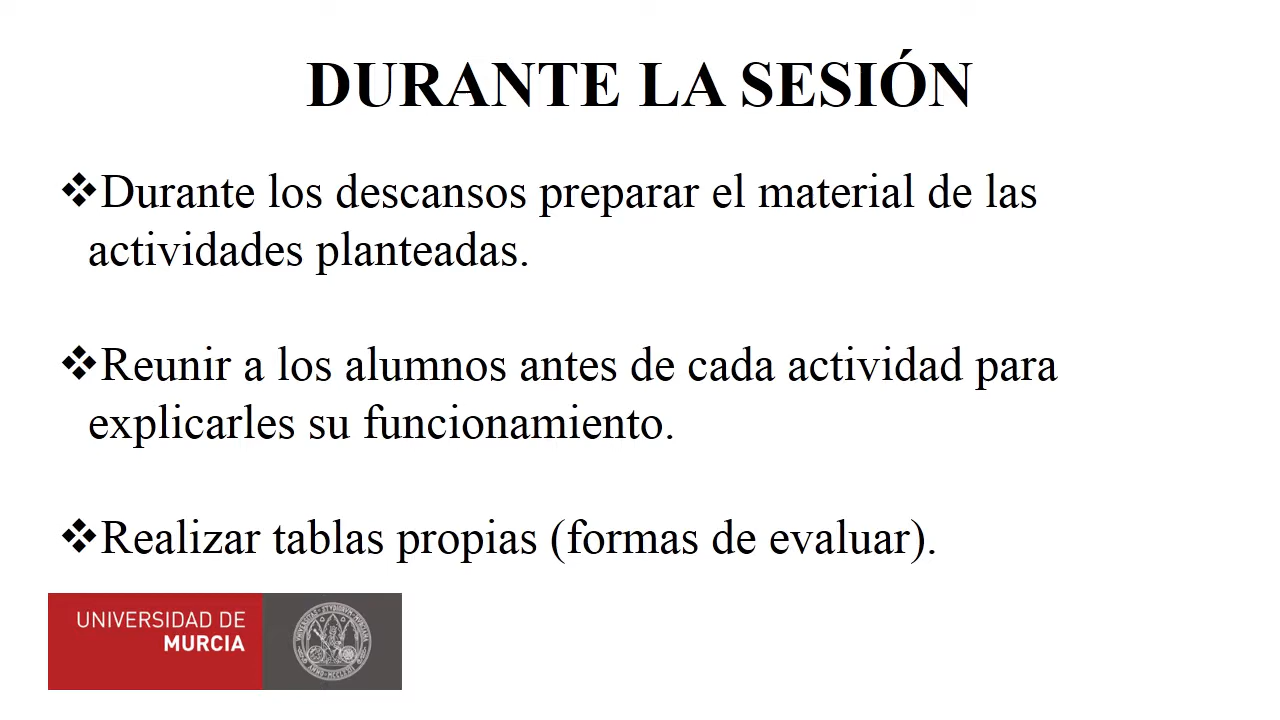 DURANTE LA SESIÓN
❖Durante los descansos preparar el material de las
actividades planteadas.
❖Reunir a los alumnos antes de cada actividad para
explicarles su funcionamiento.
❖Realizar tablas propias (formas de evaluar).
UNIVERSIDAD DE
MURCIA